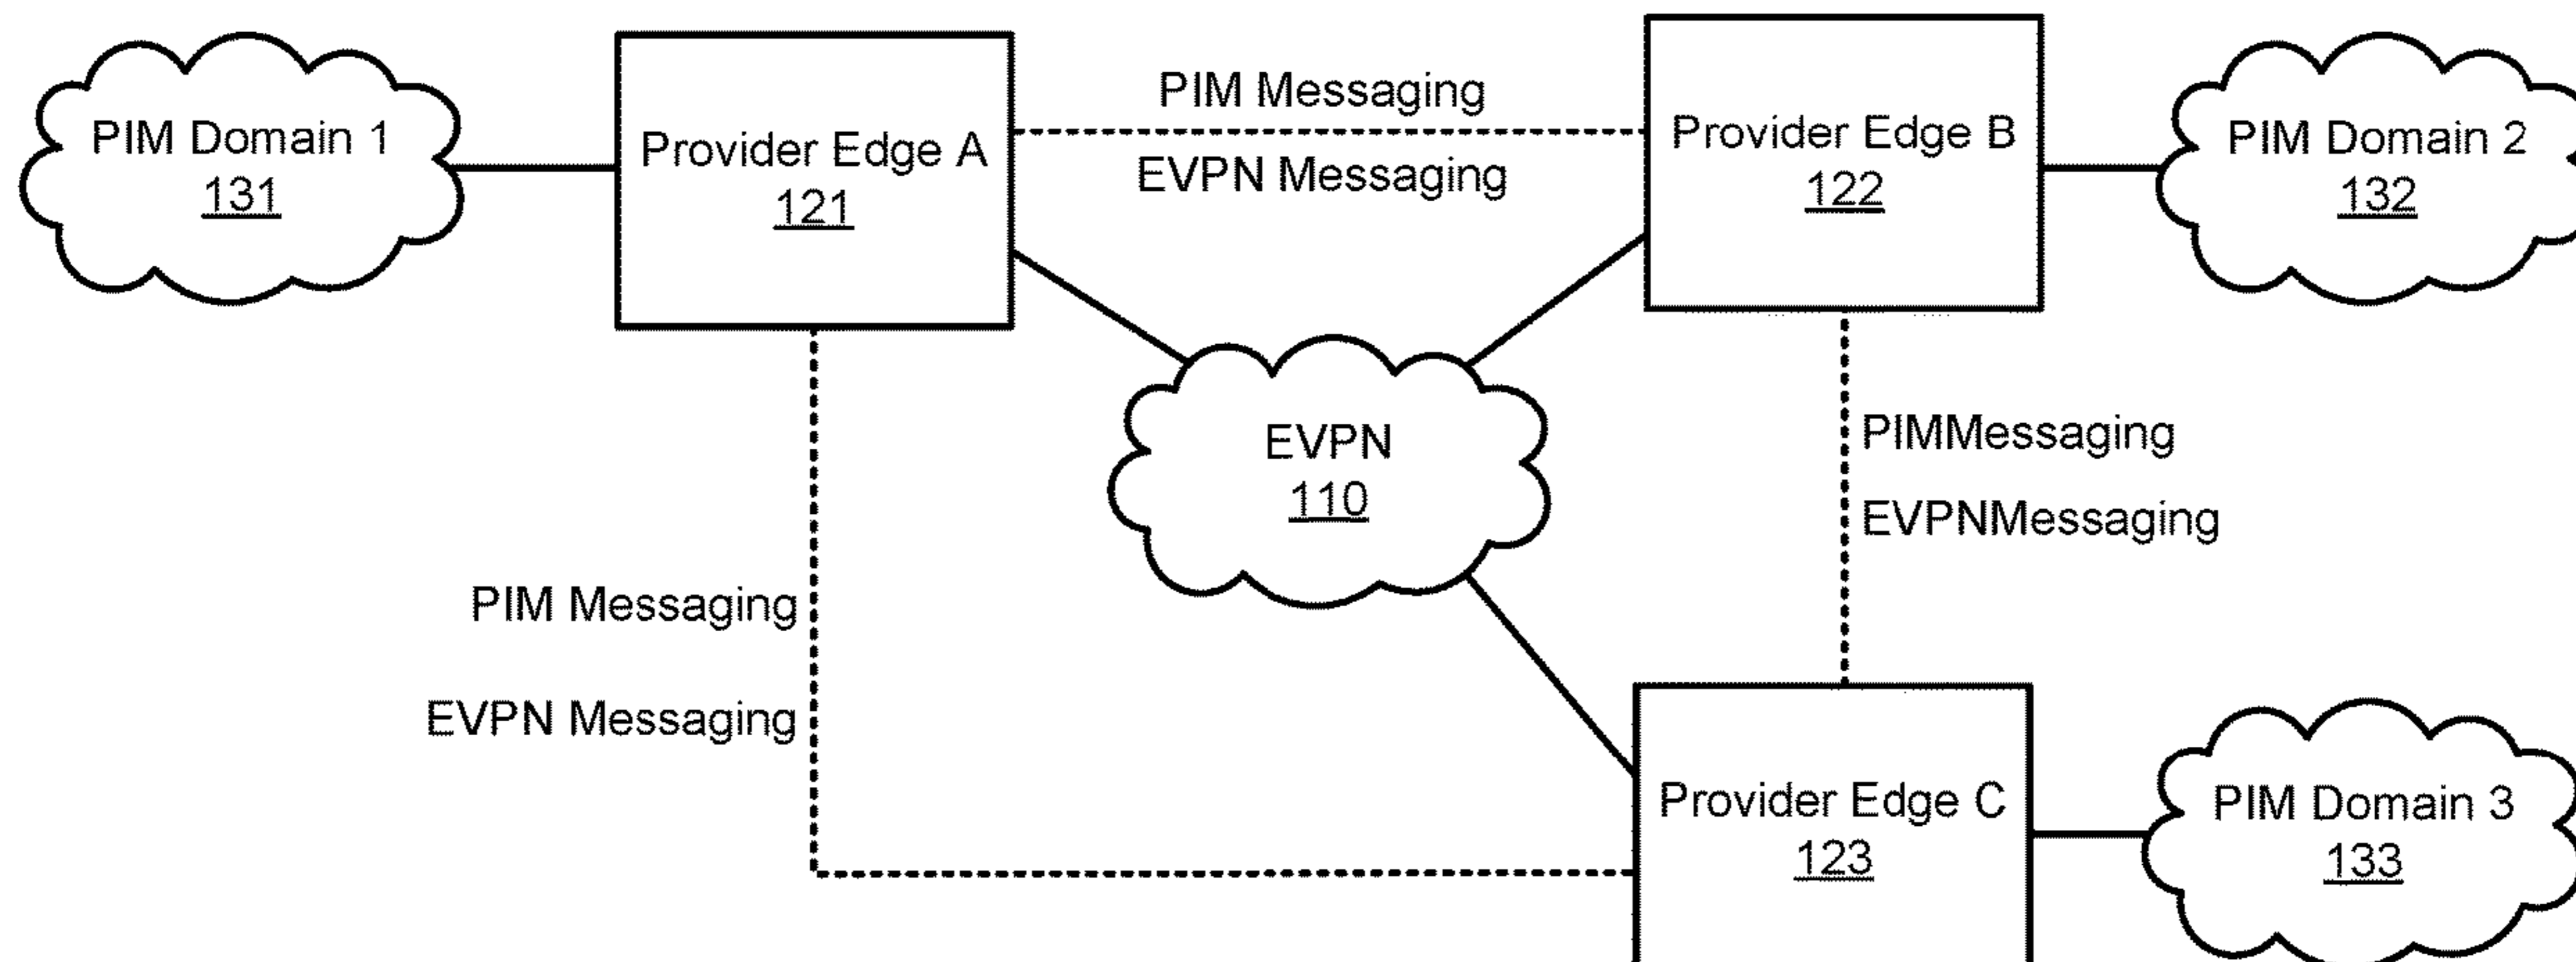 PIM Domain 1
131
Provider Edge A
121
PIM Messaging
EVPN Messaging
Provider Edge B
122
PIM Domain 2
132
EVPN
110
PIMMessaging
EVPNMessaging
PIM Messaging
EVPN Messaging
Provider Edge C
123
PIM Domain 3
133